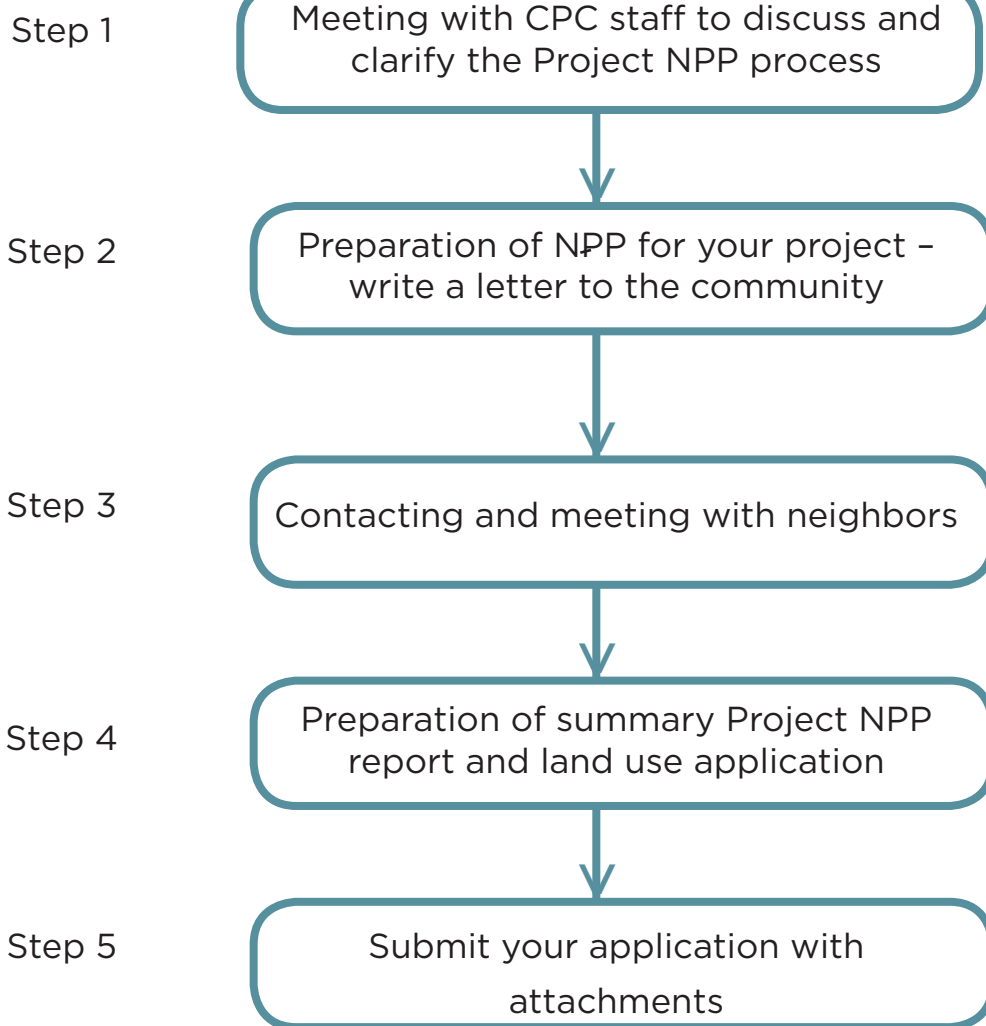 Step 1
Meeting with CPC staff to discuss and
clarify the Project NPP process
Step 2
Preparation of NPP for your project –
write a letter to the community
Step 3
Contacting and meeting with neighbors
Step 4
Preparation of summary Project NPP
report and land use application
Step 5
Submit your application with
attachments